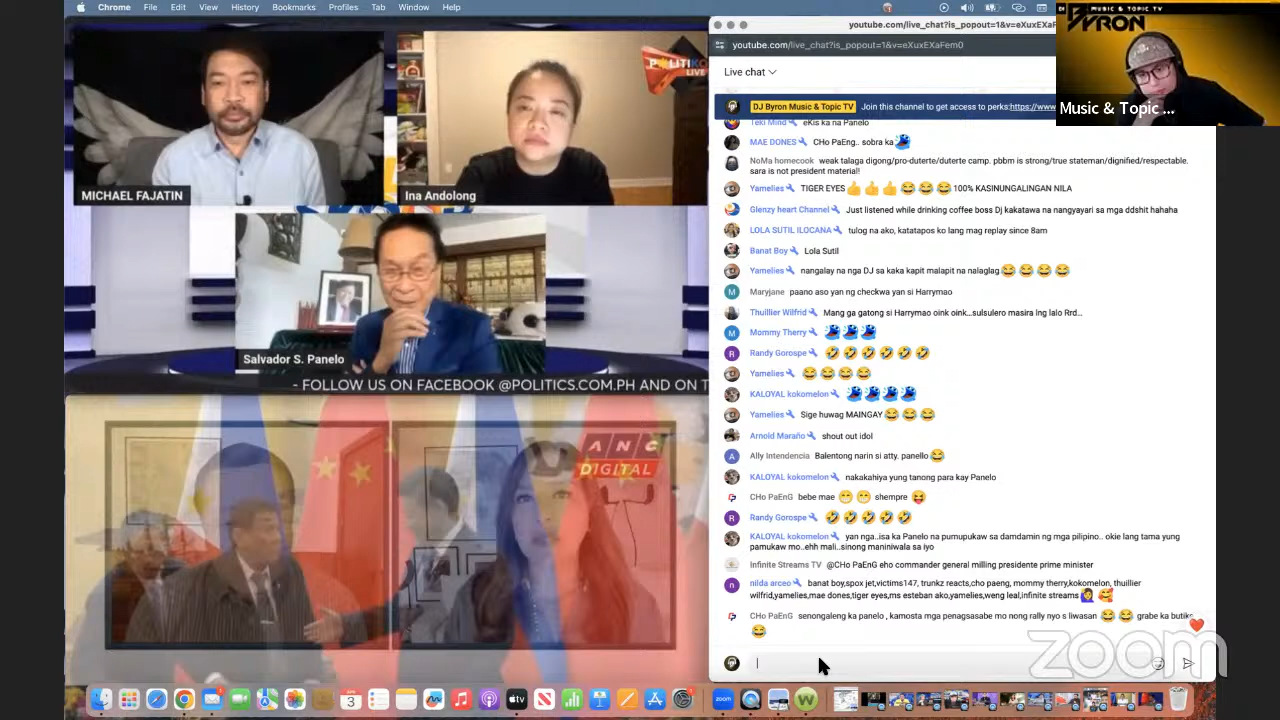 Chrome File Edit View History Bookmarks Profiles Tab Window Help
youtube.com/live_chat?is_popout=1&v=eXuxEXaF
youtube.com/live_chat?is_popout=1&v=eXuxEXaFem0
MUSIC & TOPIC TV
BYRON
Music & Topic ...
POLITIKO
LIVE
MICHAEL FAJATIN
Ina Andolong
Salvador S. Panelo
- FOLLOW US ON FACEBOOK @POLITICS.COM.PH AND ON T
ANC
DIGITAL
Live chat
DJ Byron Music & Topic TV Join this channel to get access to perks:https://www
Teki Mind eKis ka na Panelo
MAE DONES CHo PaEng.. sobra ka
NoMa homecook weak talaga digong/pro-duterte/duterte camp. pbbm is strong/true stateman/dignified/respectable.
sara is not president material!
Yamelies TIGER EYES👍👍👍😂😂😂100% KASINUNGALINGAN NILA
Glenzy heart Channel Just listened while drinking coffee boss Dj kakatawa na nangyayari sa mga ddshit hahaha
LOLA SUTIL ILOCANA tulog na ako, katatapos ko lang mag replay since 8am
Banat Boy Lola Sutil
Yamelies nangalay na nga DJ sa kaka kapit malapit na nalaglag😂😂😂😂
M Maryjane paano aso yan ng checkwa yan si Harrymao
Thuillier Wilfrid Mang ga gatong si Harrymao oink oink...sulsulero masira lng lalo Rrd...
M Mommy Therry
R Randy Gorospe 🤣🤣🤣🤣🤣🤣
Yamelies 😂😂😂😂
KALOYAL kokomelon
Yamelies Sige huwag MAINGAY😂😂😂
Arnold Maraño shout out idol
A Ally Intendencia Balentong narin si atty. panello😂
KALOYAL kokomelon nakakahiya yung tanong para kay Panelo
CHo PaEnG bebe mae 😁😁 shempre 😝
R Randy Gorospe 🤣🤣🤣🤣🤣
KALOYAL kokomelon yan nga..isa ka Panelo na pumupukaw sa damdamin ng mga pilipino.. okie lang tama yung
pamukaw mo..ehh mali..sinong maniniwala sa iyo
Infinite Streams TV @CHo PaEnG eho commander general milling presidente prime minister
n nilda arceo banat boy,spox jet,victims147, trunkz reacts,cho paeng, mommy therry,kokomelon, thuillier
wilfrid,yamelies,mae dones,tiger eyes,ms esteban ako,yamelies,weng leal,infinite streams🙋‍♀️🥰
CHo PaEnG senongaleng ka panelo , kamosta mga penagsasabe mo nong rally nyo s liwasan 😂😂 grabe ka butike
😂
zoom